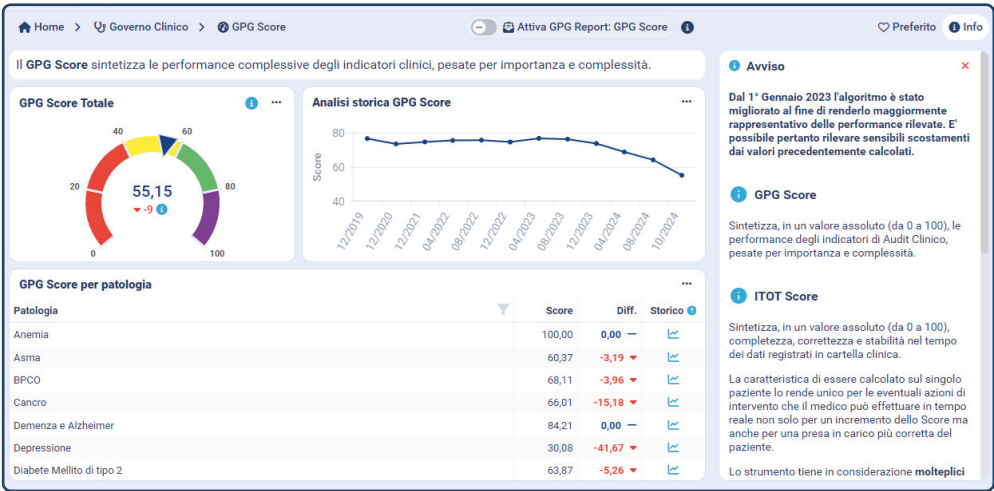 Home > Governo Clinico > GPG Score
Attiva GPG Report: GPG Score
Preferito
Info
Il GPG Score sintetizza le performance complessive degli indicatori clinici, pesate per importanza e complessità.
GPG Score Totale
0
20
40
60
80
100
55,15
-9
Analisi storica GPG Score
Score
80
60
40
12/2019
12/2020
12/2021
04/2022
08/2022
12/2022
04/2023
08/2023
12/2023
04/2024
08/2024
10/2024
GPG Score per patologia
Patologia Score Diff. Storico
Anemia 100,00 0,00
Asma 60,37 -3,19
BPCO 68,11 -3,96
Cancro 66,01 -15,18
Demenza e Alzheimer 84,21 0,00
Depressione 30,08 -41,67
Diabete Mellito di tipo 2 63,87 -5,26
Avviso
Dal 1° Gennaio 2023 l'algoritmo è stato
migliorato al fine di renderlo maggiormente
rappresentativo delle performance rilevate. E'
possibile pertanto rilevare sensibili scostamenti
dai valori precedentemente calcolati.
GPG Score
Sintetizza, in un valore assoluto (da 0 a 100), le
performance degli indicatori di Audit Clinico,
pesate per importanza e complessità.
ITOT Score
Sintetizza, in un valore assoluto (da 0 a 100),
completezza, correttezza e stabilità nel tempo
dei dati registrati in cartella clinica.
La caratteristica di essere calcolato sul singolo
paziente lo rende unico per le eventuali azioni di
intervento che il medico può effettuare in tempo
reale non solo per un incremento dello Score ma
anche per una presa in carico più corretta del
paziente.
Lo strumento tiene in considerazione molteplici